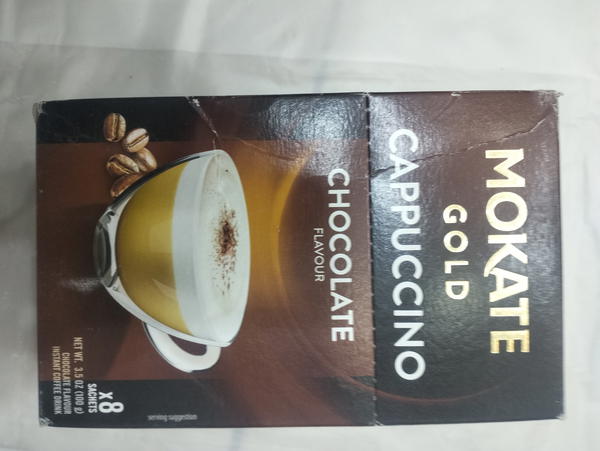 MOKATE
GOLD
CAPPUCCINO
CHOCOLATE
FLAVOUR
x8
SACHETS
NET WT. 3.5 OZ (100 g)
CHOCOLATE FLAVOUR
INSTANT COFFEE DRINK
serving suggestion